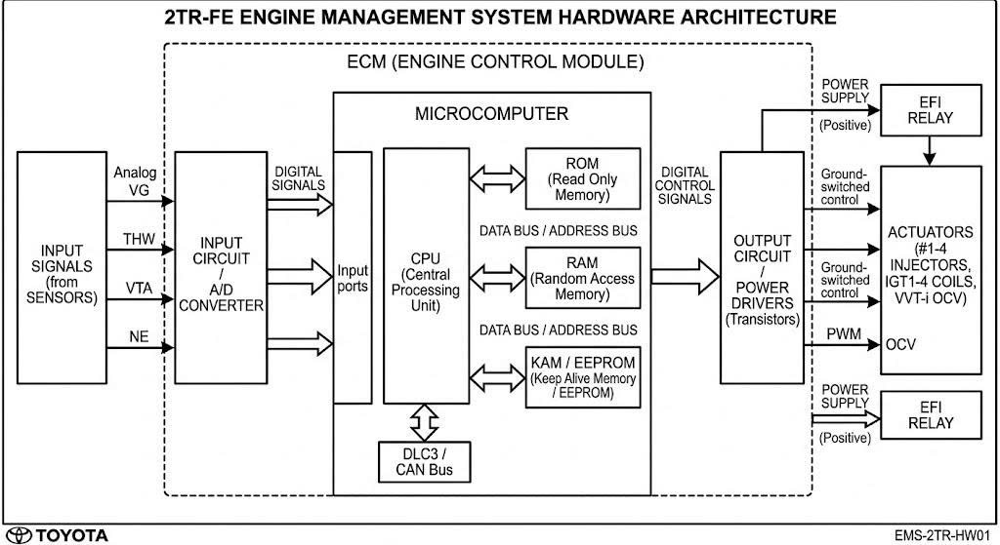 2TR-FE ENGINE MANAGEMENT SYSTEM HARDWARE ARCHITECTURE
ECM (ENGINE CONTROL MODULE)
MICROCOMPUTER
INPUT
SIGNALS
(from
SENSORS)
Analog
VG
THW
VTA
NE
INPUT
CIRCUIT
/
A/D
CONVERTER
DIGITAL
SIGNALS
Input
ports
CPU
(Central
Processing
Unit)
ROM
(Read Only
Memory)
DATA BUS / ADDRESS BUS
RAM
(Random Access
Memory)
DATA BUS / ADDRESS BUS
KAM / EEPROM
(Keep Alive Memory
/ EEPROM)
DLC3 /
CAN Bus
DIGITAL
CONTROL
SIGNALS
OUTPUT
CIRCUIT
/
POWER
DRIVERS
(Transistors)
POWER
SUPPLY
(Positive)
EFI
RELAY
Ground-
switched
control
Ground-
switched
control
PWM
ACTUATORS
(#1-4
INJECTORS,
IGT1-4 COILS,
VVT-i OCV)
OCV
POWER
SUPPLY
(Positive)
EFI
RELAY
TOYOTA
EMS-2TR-HW01